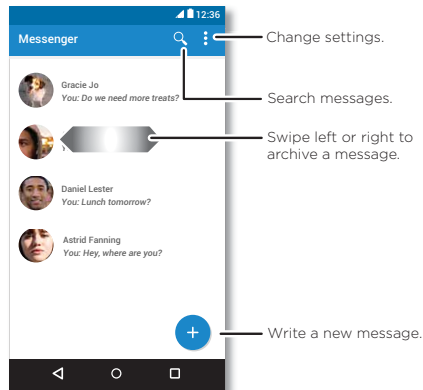 12:36
Messenger
Change settings.
Gracie Jo
You: Do we need more treats?
Search messages.
Swipe left or right to
archive a message.
Daniel Lester
You: Lunch tomorrow?
Astrid Fanning
You: Hey, where are you?
Write a new message.